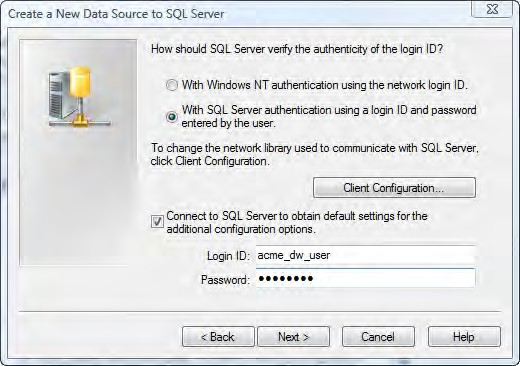 Create a New Data Source to SQL Server
How should SQL Server verify the authenticity of the login ID?
With Windows NT authentication using the network login ID.
With SQL Server authentication using a login ID and password
entered by the user.
To change the network library used to communicate with SQL Server,
click Client Configuration.
Client Configuration...
Connect to SQL Server to obtain default settings for the
additional configuration options.
Login ID: acme_dw_user
Password: ●●●●●●●●
< Back Next > Cancel Help